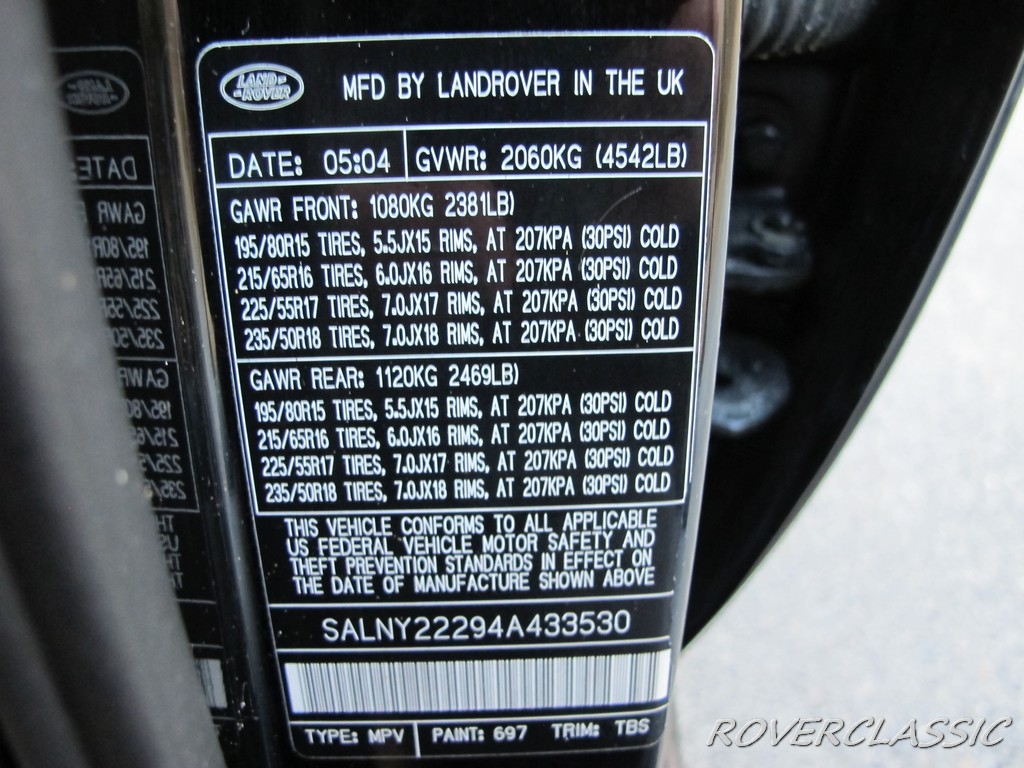 LAND ROVER
MFD BY LANDROVER IN THE UK
DATE: 05:04 GVWR: 2060KG (4542LB)
GAWR FRONT: 1080KG 2381LB)
195/80R15 TIRES, 5.5JX15 RIMS, AT 207KPA (30PSI) COLD
215/65R16 TIRES, 6.0JX16 RIMS, AT 207KPA (30PSI) COLD
225/55R17 TIRES, 7.0JX17 RIMS, AT 207KPA (30PSI) COLD
235/50R18 TIRES, 7.0JX18 RIMS, AT 207KPA (30PSI) COLD
GAWR REAR: 1120KG 2469LB)
195/80R15 TIRES, 5.5JX15 RIMS, AT 207KPA (30PSI) COLD
215/65R16 TIRES, 6.0JX16 RIMS, AT 207KPA (30PSI) COLD
225/55R17 TIRES, 7.0JX17 RIMS, AT 207KPA (30PSI) COLD
235/50R18 TIRES, 7.0JX18 RIMS, AT 207KPA (30PSI) COLD
THIS VEHICLE CONFORMS TO ALL APPLICABLE
US FEDERAL VEHICLE MOTOR SAFETY AND
THEFT PREVENTION STANDARDS IN EFFECT ON
THE DATE OF MANUFACTURE SHOWN ABOVE
SALNY22294A433530
TYPE: MPV PAINT: 697 TRIM: TBS
ROVERCLASSIC